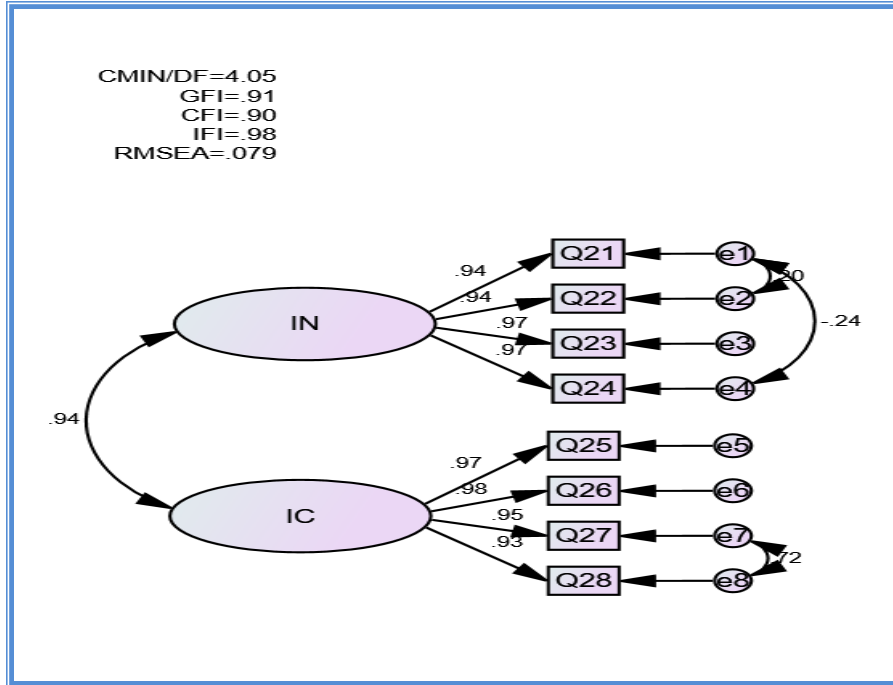 CMIN/DF=4.05
GFI=.91
CFI=.90
IFI=.98
RMSEA=.079
Q21
e1
.94
.20
Q22
e2
.94
IN
-.24
.97
Q23
e3
.97
Q24
e4
.94
Q25
e5
.97
.98
Q26
e6
IC
.95
Q27
e7
.93
.72
Q28
e8